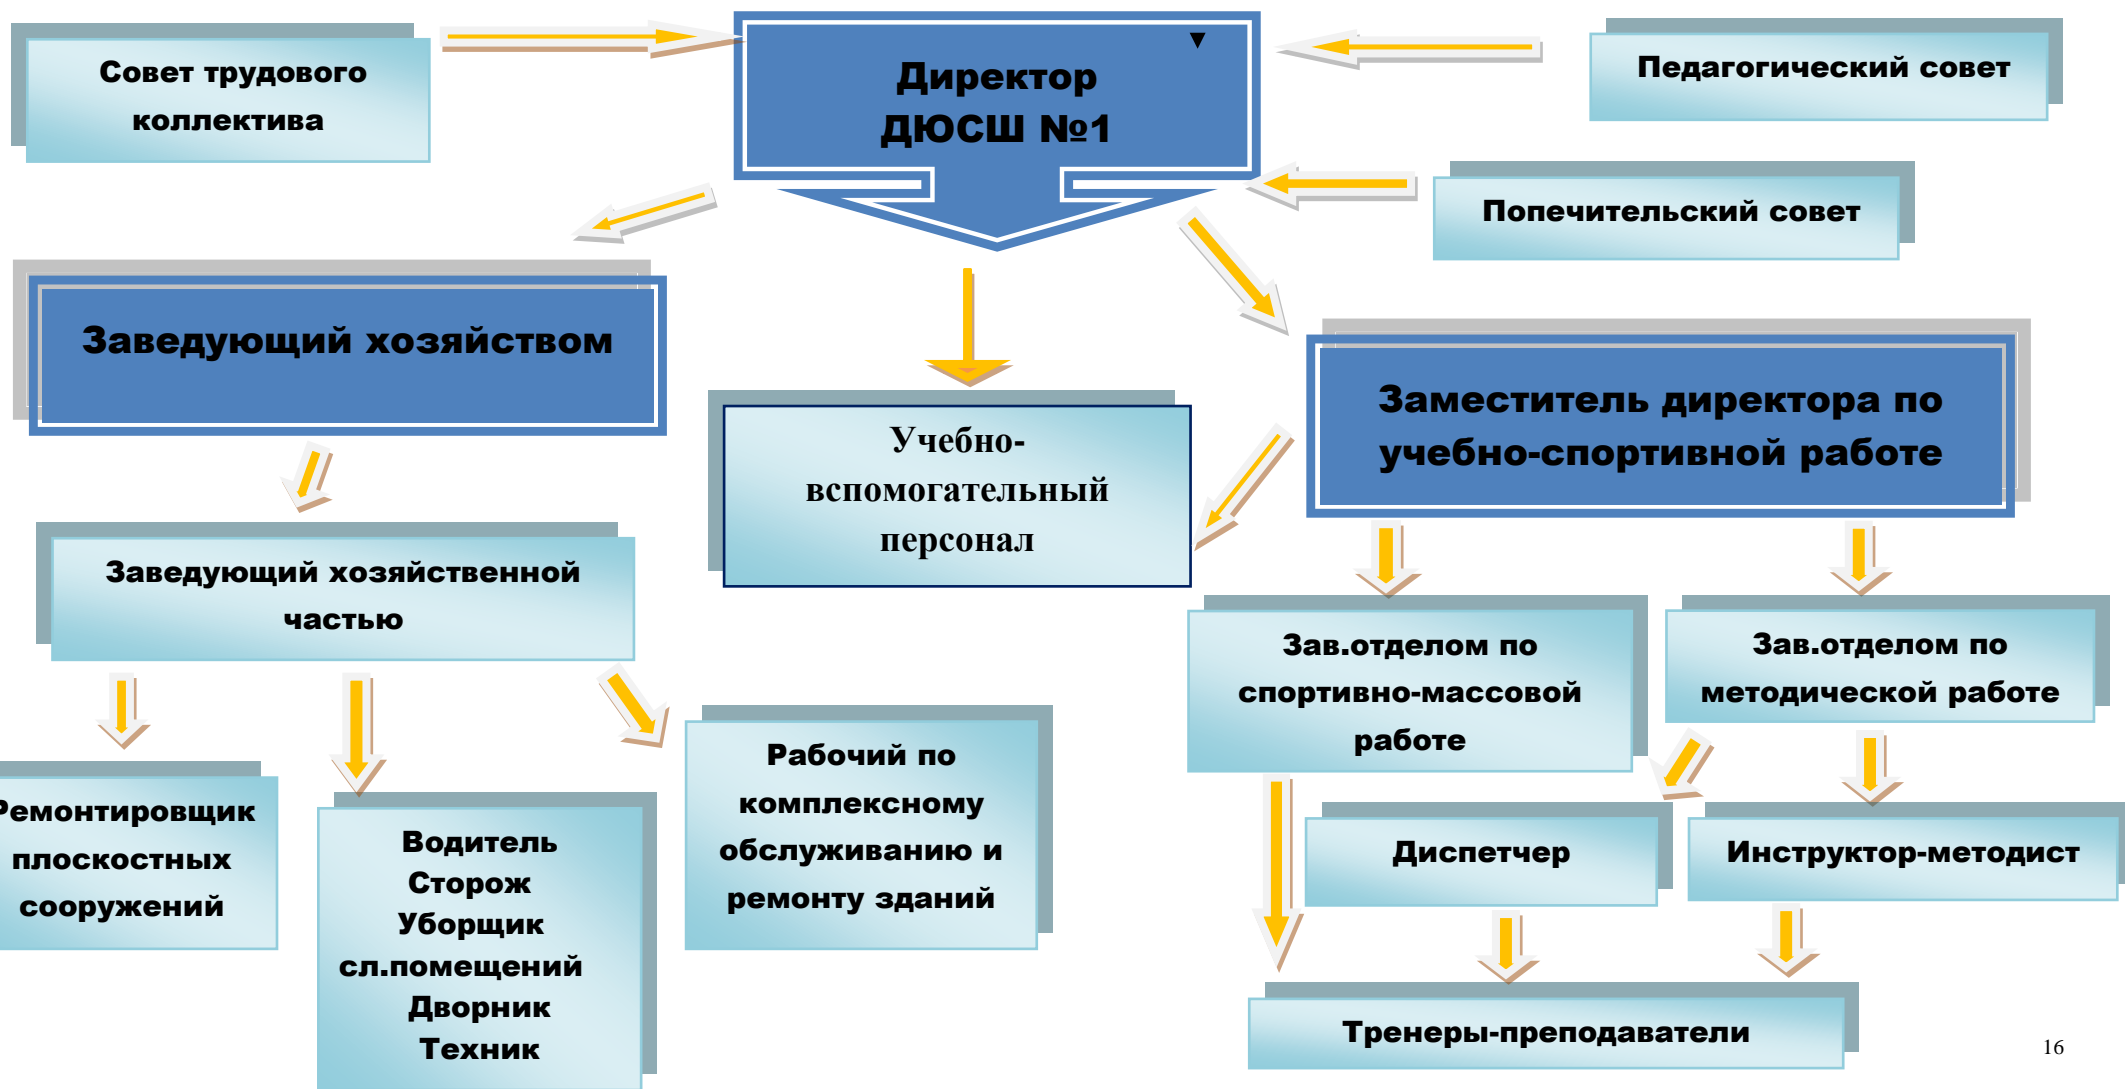 Совет трудового
коллектива
Директор
ДЮСШ №1
Педагогический совет
Попечительский совет
Заведующий хозяйством
Заместитель директора по
учебно-спортивной работе
Учебно-
вспомогательный
персонал
Заведующий хозяйственной
частью
Зав.отделом по
спортивно-массовой
работе
Зав.отделом по
методической работе
Ремонтировщик
плоскостных
сооружений
Водитель
Сторож
Уборщик
сл.помещений
Дворник
Техник
Рабочий по
комплексному
обслуживанию и
ремонту зданий
Диспетчер
Инструктор-методист
Тренеры-преподаватели
16